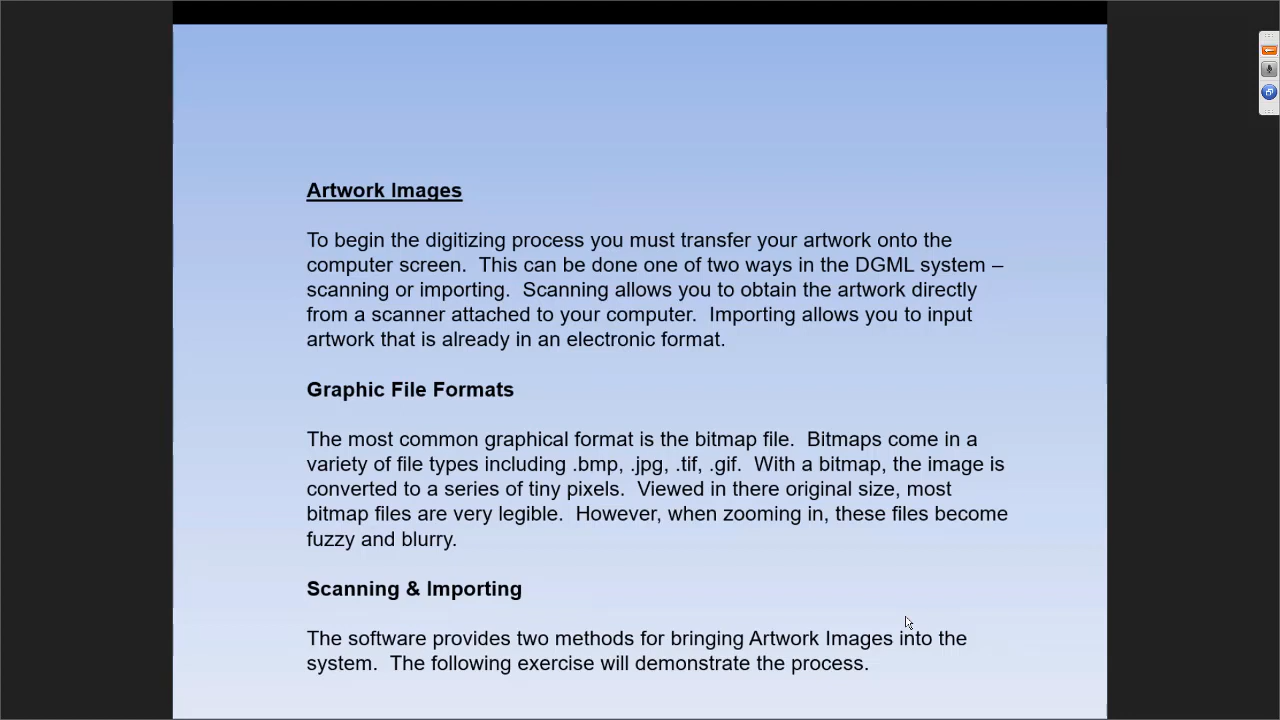 Artwork Images
To begin the digitizing process you must transfer your artwork onto the
computer screen.  This can be done one of two ways in the DGML system –
scanning or importing.  Scanning allows you to obtain the artwork directly
from a scanner attached to your computer.  Importing allows you to input
artwork that is already in an electronic format.
Graphic File Formats
The most common graphical format is the bitmap file.  Bitmaps come in a
variety of file types including .bmp, .jpg, .tif, .gif.  With a bitmap, the image is
converted to a series of tiny pixels.  Viewed in there original size, most
bitmap files are very legible.  However, when zooming in, these files become
fuzzy and blurry.
Scanning & Importing
The software provides two methods for bringing Artwork Images into the
system.  The following exercise will demonstrate the process.